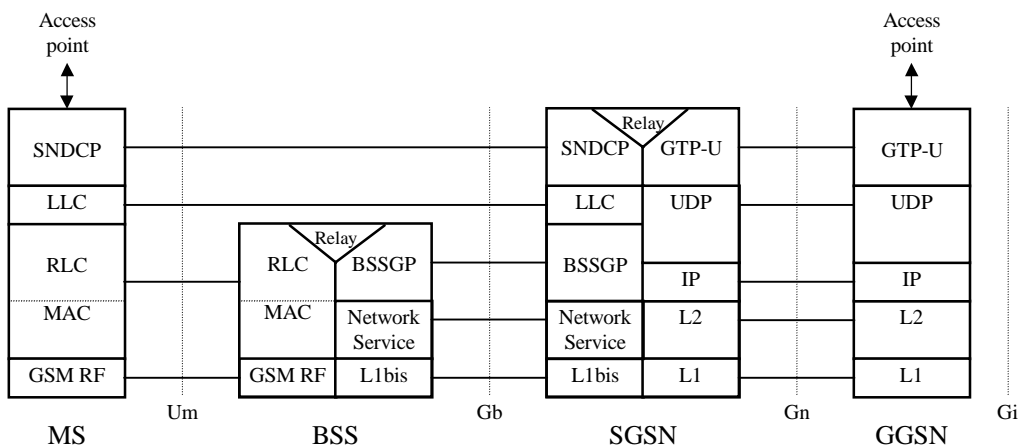 Access
point
Access
point
SNDCP
Relay
SNDCP
GTP-U
GTP-U
LLC
LLC
UDP
UDP
RLC
Relay
RLC
BSSGP
BSSGP
IP
IP
MAC
MAC
Network
Service
Network
Service
L2
L2
GSM RF
GSM RF
L1bis
L1bis
L1
L1
Um
Gb
Gn
Gi
MS
BSS
SGSN
GGSN